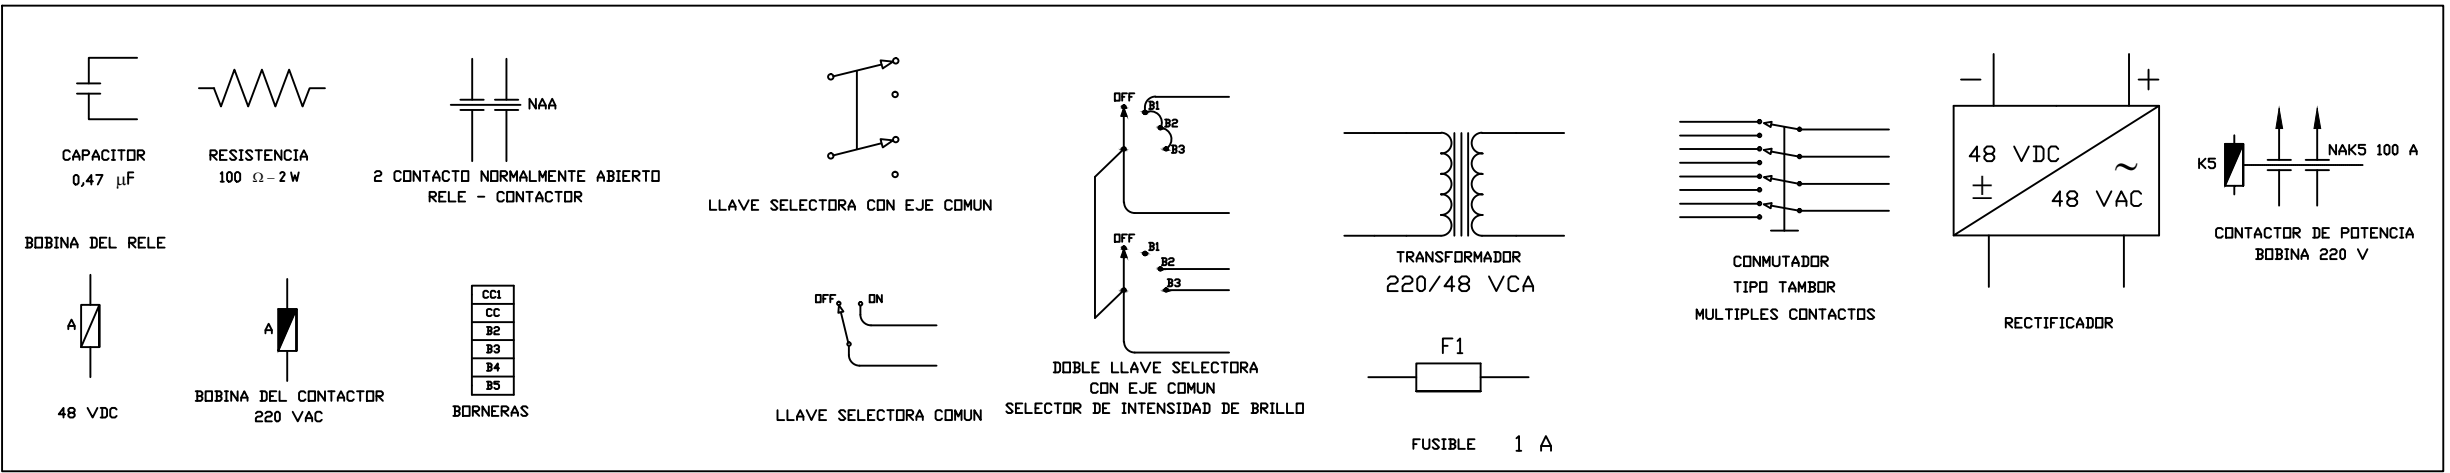 CAPACITOR
0,47 µF
RESISTENCIA
100 Ω - 2 W
NAA
2 CONTACTO NORMALMENTE ABIERTO
RELE - CONTACTOR
LLAVE SELECTORA CON EJE COMUN
BOBINA DEL RELE
A
48 VDC
A
BOBINA DEL CONTACTOR
220 VAC
CC1
CC
B2
B3
B4
B5
BORNERAS
OFF
ON
LLAVE SELECTORA COMUN
OFF
B1
B2
B3
OFF
B1
B2
B3
DOBLE LLAVE SELECTORA
CON EJE COMUN
SELECTOR DE INTENSIDAD DE BRILLO
TRANSFORMADOR
220/48 VCA
F1
FUSIBLE 1 A
CONMUTADOR
TIPO TAMBOR
MULTIPLES CONTACTOS
− +
48 VDC
±
~
48 VAC
RECTIFICADOR
K5
NAK5 100 A
CONTACTOR DE POTENCIA
BOBINA 220 V